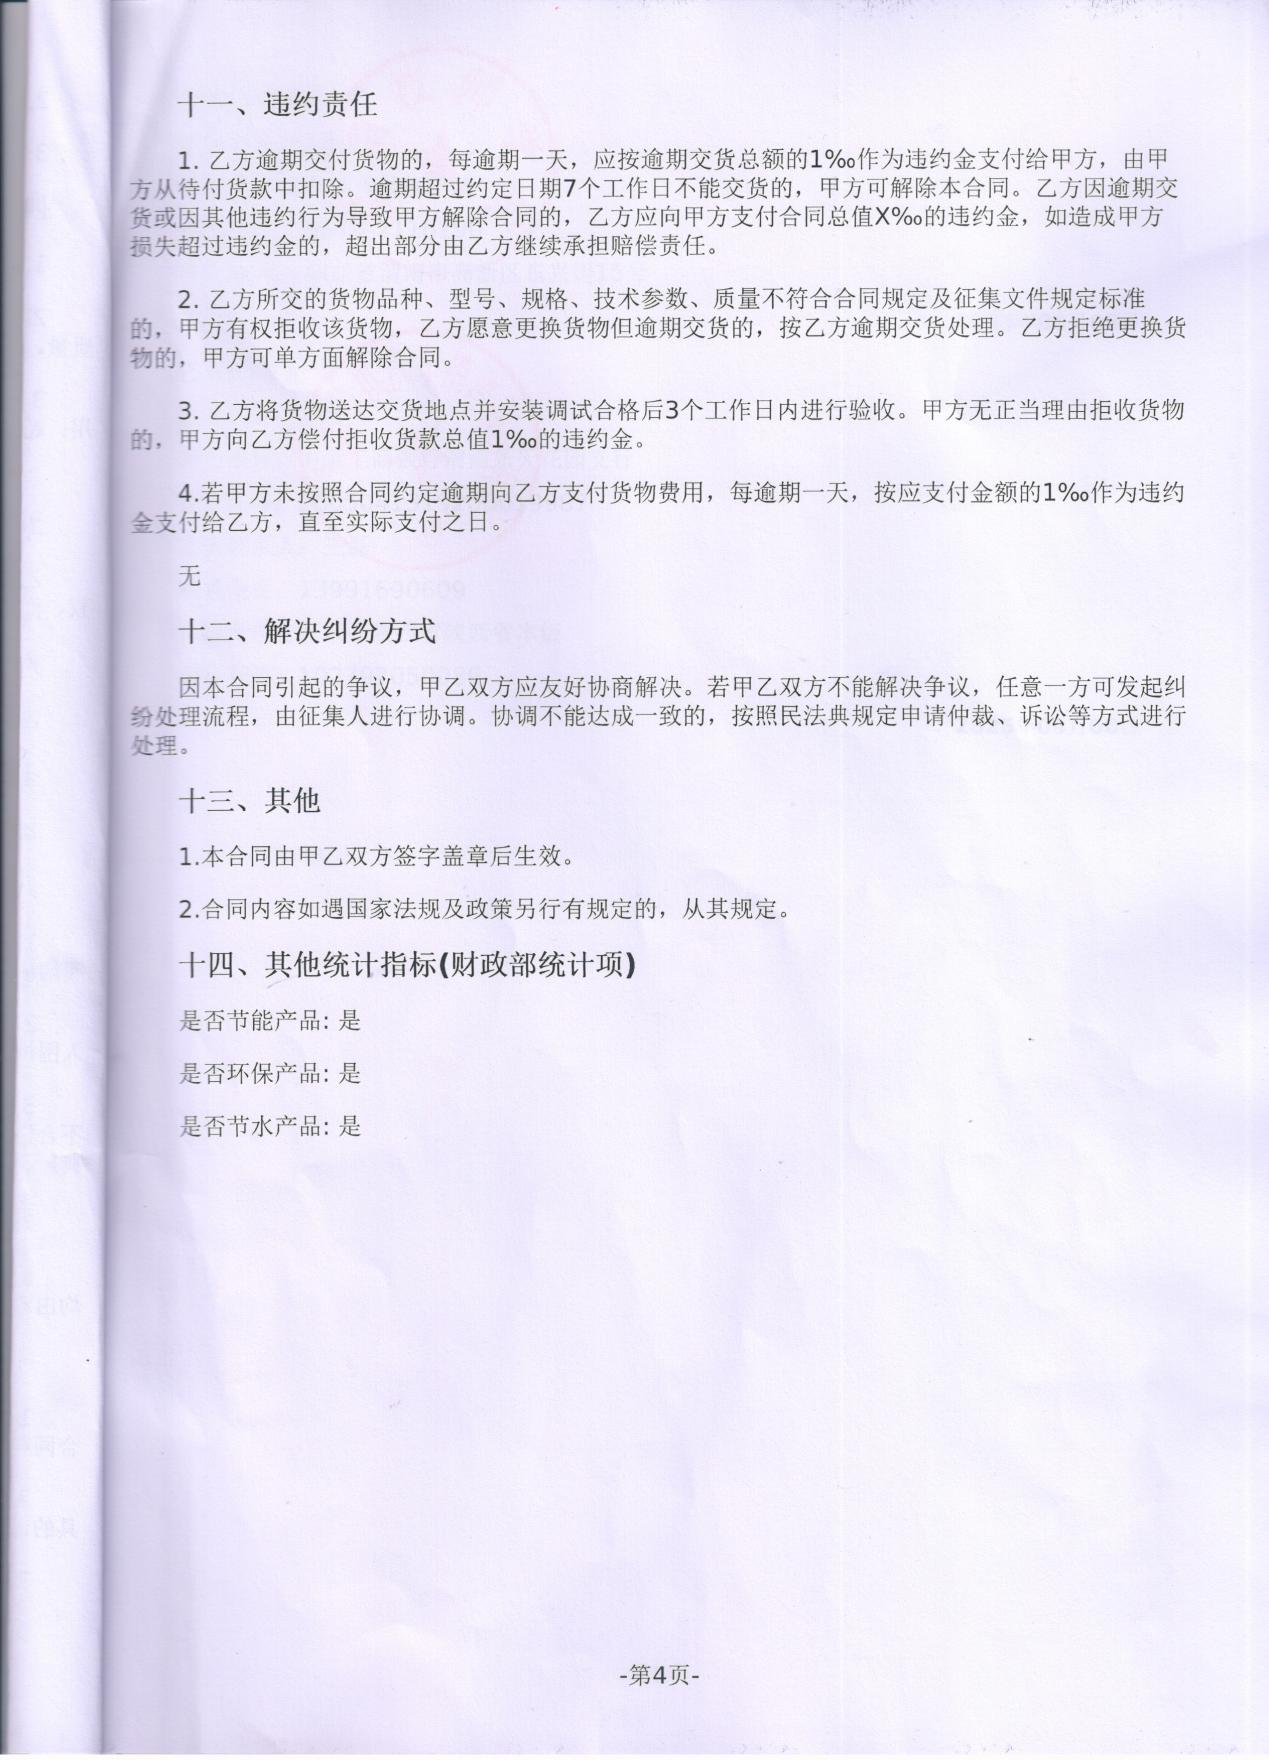 十一、违约责任
1. 乙方逾期交付货物的，每逾期一天，应按逾期交货总额的1‰作为违约金支付给甲方，由甲
方从待付货款中扣除。逾期超过约定日期7个工作日不能交货的，甲方可解除本合同。乙方因逾期交
货或因其他违约行为导致甲方解除合同的，乙方应向甲方支付合同总值X‰的违约金，如造成甲方
损失超过违约金的，超出部分由乙方继续承担赔偿责任。
2. 乙方所交的货物品种、型号、规格、技术参数、质量不符合合同规定及征集文件规定标准
的，甲方有权拒收该货物，乙方愿意更换货物但逾期交货的，按乙方逾期交货处理。乙方拒绝更换货
物的，甲方可单方面解除合同。
3. 乙方将货物送达交货地点并安装调试合格后3个工作日内进行验收。甲方无正当理由拒收货物
的，甲方向乙方偿付拒收货款总值1‰的违约金。
4.若甲方未按照合同约定逾期向乙方支付货物费用，每逾期一天，按应支付金额的1‰作为违约
金支付给乙方，直至实际支付之日。
无
十二、解决纠纷方式
因本合同引起的争议，甲乙双方应友好协商解决。若甲乙双方不能解决争议，任意一方可发起纠
纷处理流程，由征集人进行协调。协调不能达成一致的，按照民法典规定申请仲裁、诉讼等方式进行
处理。
十三、其他
1.本合同由甲乙双方签字盖章后生效。
2.合同内容如遇国家法规及政策另行有规定的，从其规定。
十四、其他统计指标(财政部统计项)
是否节能产品: 是
是否环保产品: 是
是否节水产品: 是
-第4页-